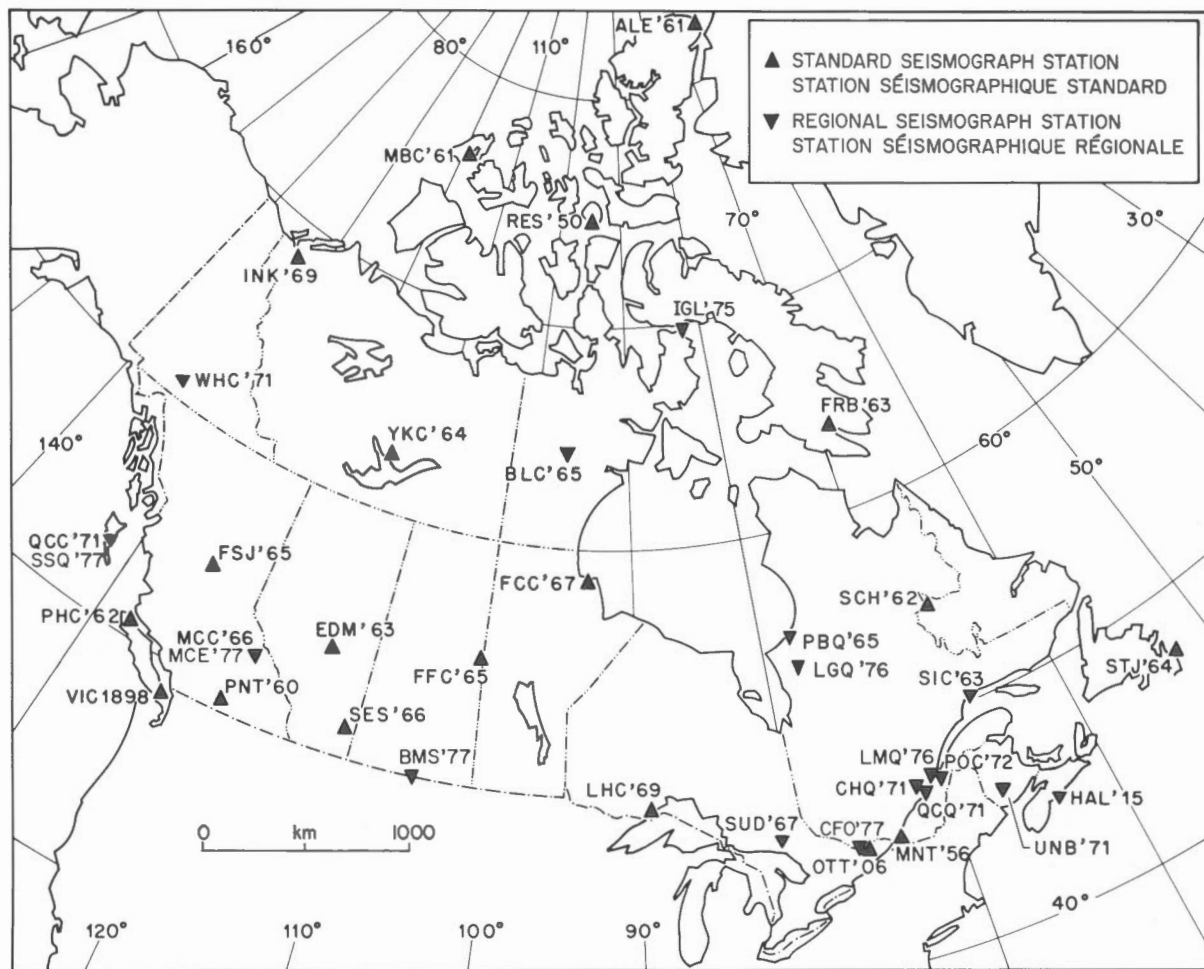 ALE'61
160°
80°
110°
STANDARD SEISMOGRAPH STATION
STATION SÉISMOGRAPHIQUE STANDARD
REGIONAL SEISMOGRAPH STATION
STATION SÉISMOGRAPHIQUE RÉGIONALE
MBC'61
RES'50
70°
30°
INK'69
IGL'75
WHC'71
FRB'63
140°
YKC'64
BLC'65
60°
50°
QCC'71
SSQ'77
FSJ'65
FCC'67
SCH'62
PHC'62
MCC'66
MCE'77
EDM'63
FFC'65
PBQ'65
LGQ'76
STJ'64
VIC1898
PNT'60
SIC'63
SES'66
BMS'77
LMQ'76
POC'72
CHQ'71
QCQ'71
HAL'15
LHC'69
0 km 1000
SUD'67
CFO'77
OTT'06
MNT'56
UNB'71
40°
120°
110°
100°
90°